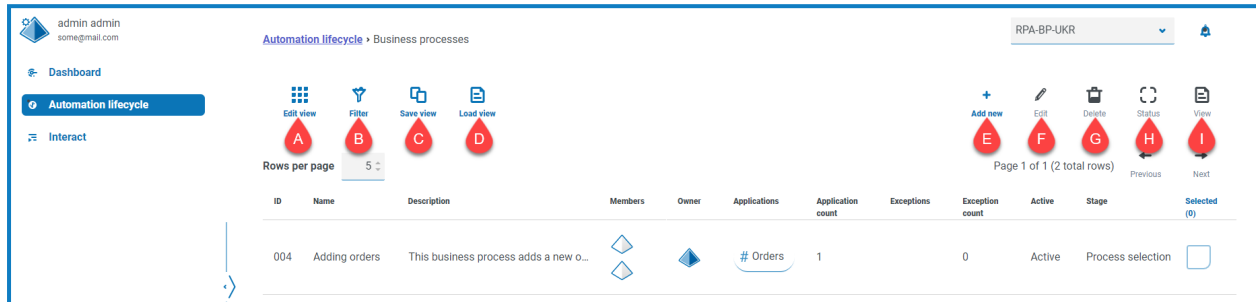 admin admin
some@mail.com
Automation lifecycle › Business processes
RPA-BP-UKR
Dashboard
Automation lifecycle
Interact
Edit view Filter Save view Load view Add new Edit Delete Status View
A B C D E F G H I
Rows per page 5 Page 1 of 1 (2 total rows) Previous Next
ID Name Description Members Owner Applications Application count Exceptions Exception count Active Stage Selected (0)
004 Adding orders This business process adds a new o... # Orders 1 0 Active Process selection